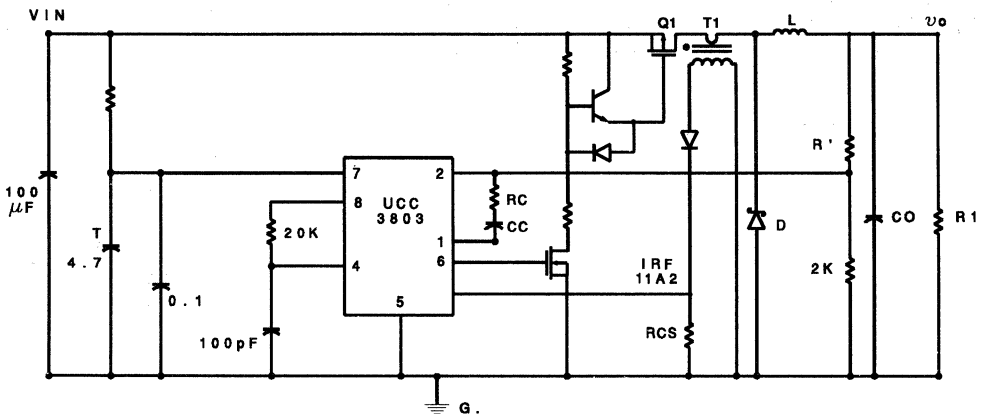 VIN
Q1 T1 L vo
R'
7 2
100 µF
UCC 3803
8
RC
T 4.7
20K
CC
D
CO
R1
1
4
6
IRF 11A2
2K
0.1
5
100pF
RCS
G.